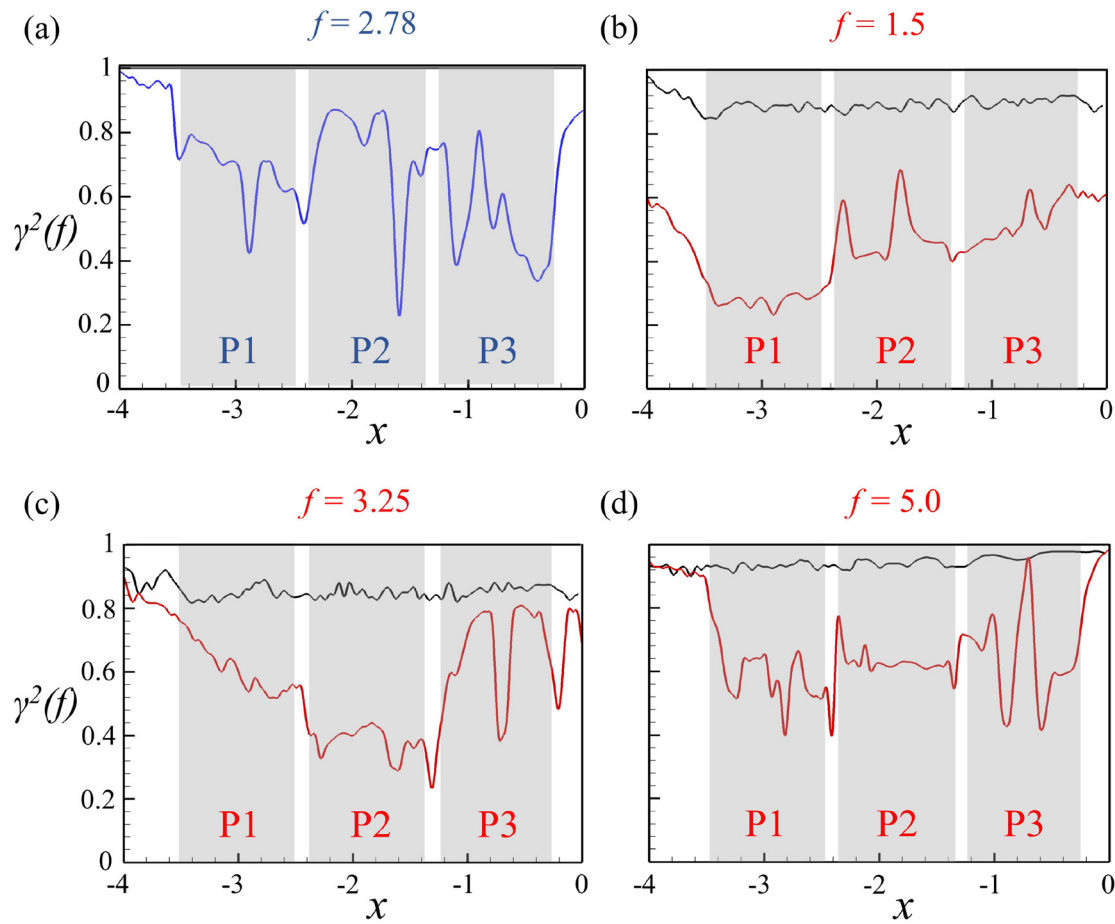 (a) f = 2.78
1
0.8
0.6
γ²(f)
0.4
0.2
0
P1 P2 P3
-4 -3 -2 -1 0
x
(b) f = 1.5
P1 P2 P3
-4 -3 -2 -1 0
x
(c) f = 3.25
1
0.8
0.6
γ²(f)
0.4
0.2
0
P1 P2 P3
-4 -3 -2 -1 0
x
(d) f = 5.0
P1 P2 P3
-4 -3 -2 -1 0
x